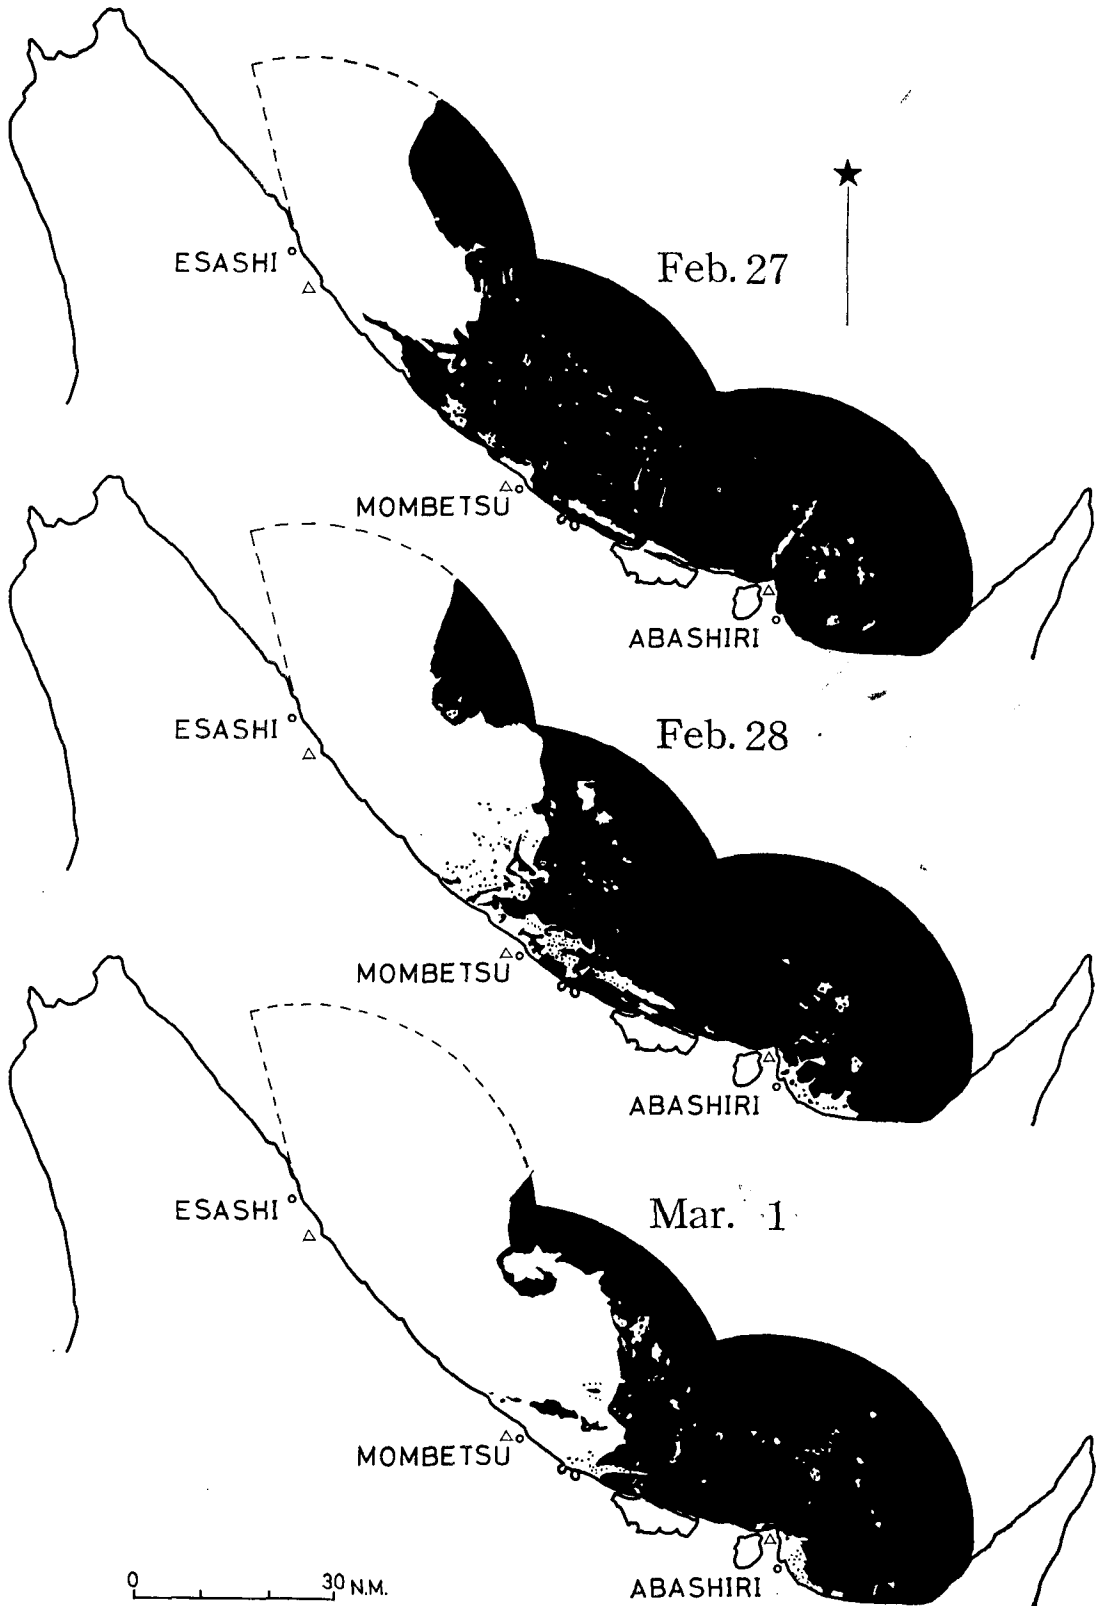 Feb. 27
ESASHI
MOMBETSU
ABASHIRI
Feb. 28
ESASHI
MOMBETSU
ABASHIRI
Mar. 1
ESASHI
MOMBETSU
ABASHIRI
0 30 N.M.